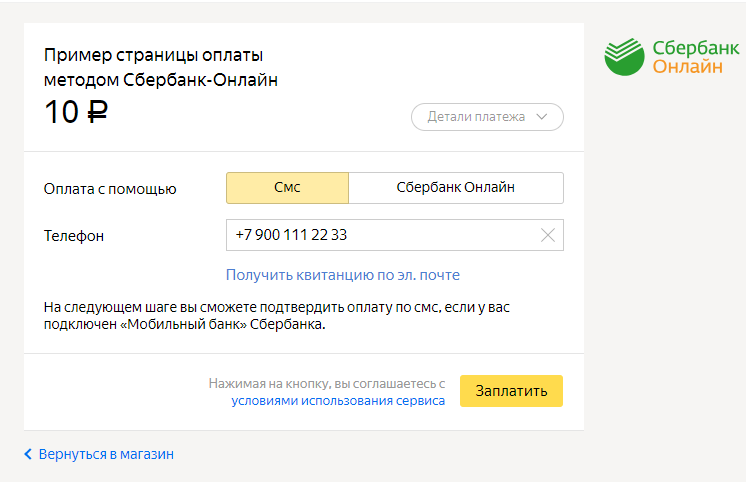 Пример страницы оплаты
методом Сбербанк-Онлайн
10 ₽
Детали платежа
Сбербанк
Онлайн
Оплата с помощью
Смс
Сбербанк Онлайн
Телефон
+7 900 111 22 33
Получить квитанцию по эл. почте
На следующем шаге вы сможете подтвердить оплату по смс, если у вас
подключен «Мобильный банк» Сбербанка.
Нажимая на кнопку, вы соглашаетесь с
условиями использования сервиса
Заплатить
Вернуться в магазин